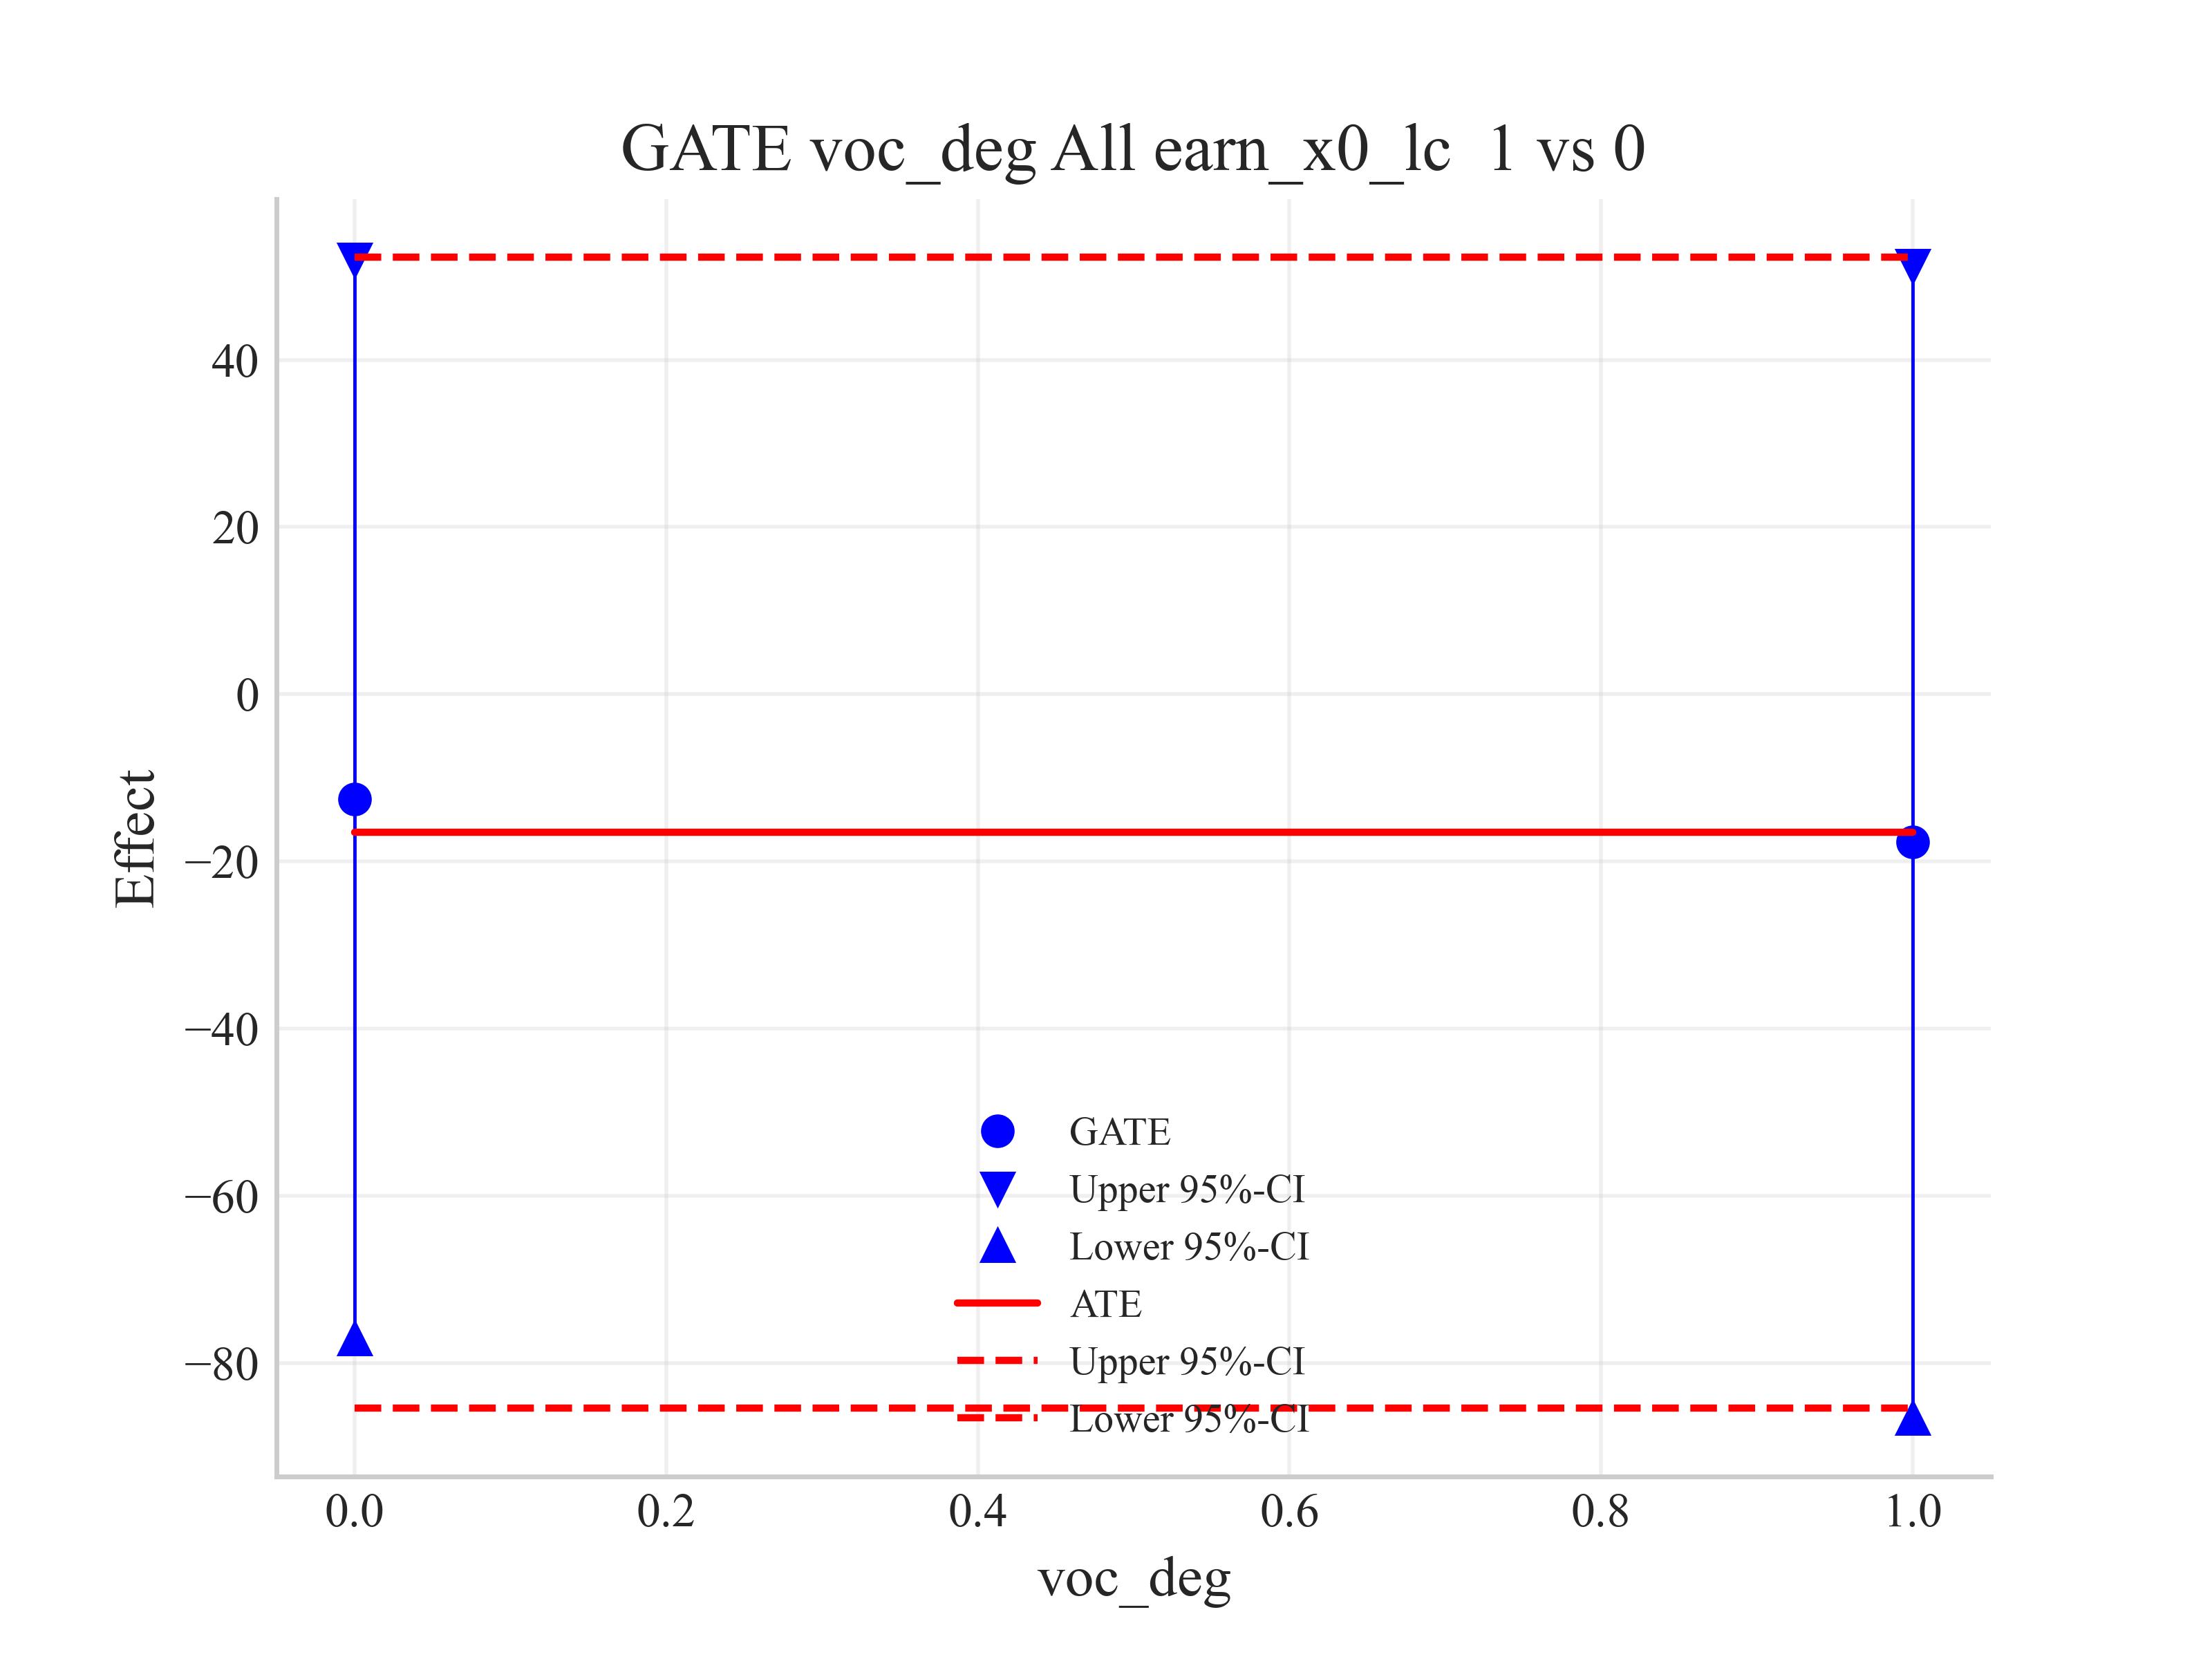 GATE voc_deg All earn_x0_lc 1 vs 0
Effect
40
20
0
−20
−40
−60
−80
GATE
Upper 95%-CI
Lower 95%-CI
ATE
Upper 95%-CI
Lower 95%-CI
0.0 0.2 0.4 0.6 0.8 1.0
voc_deg